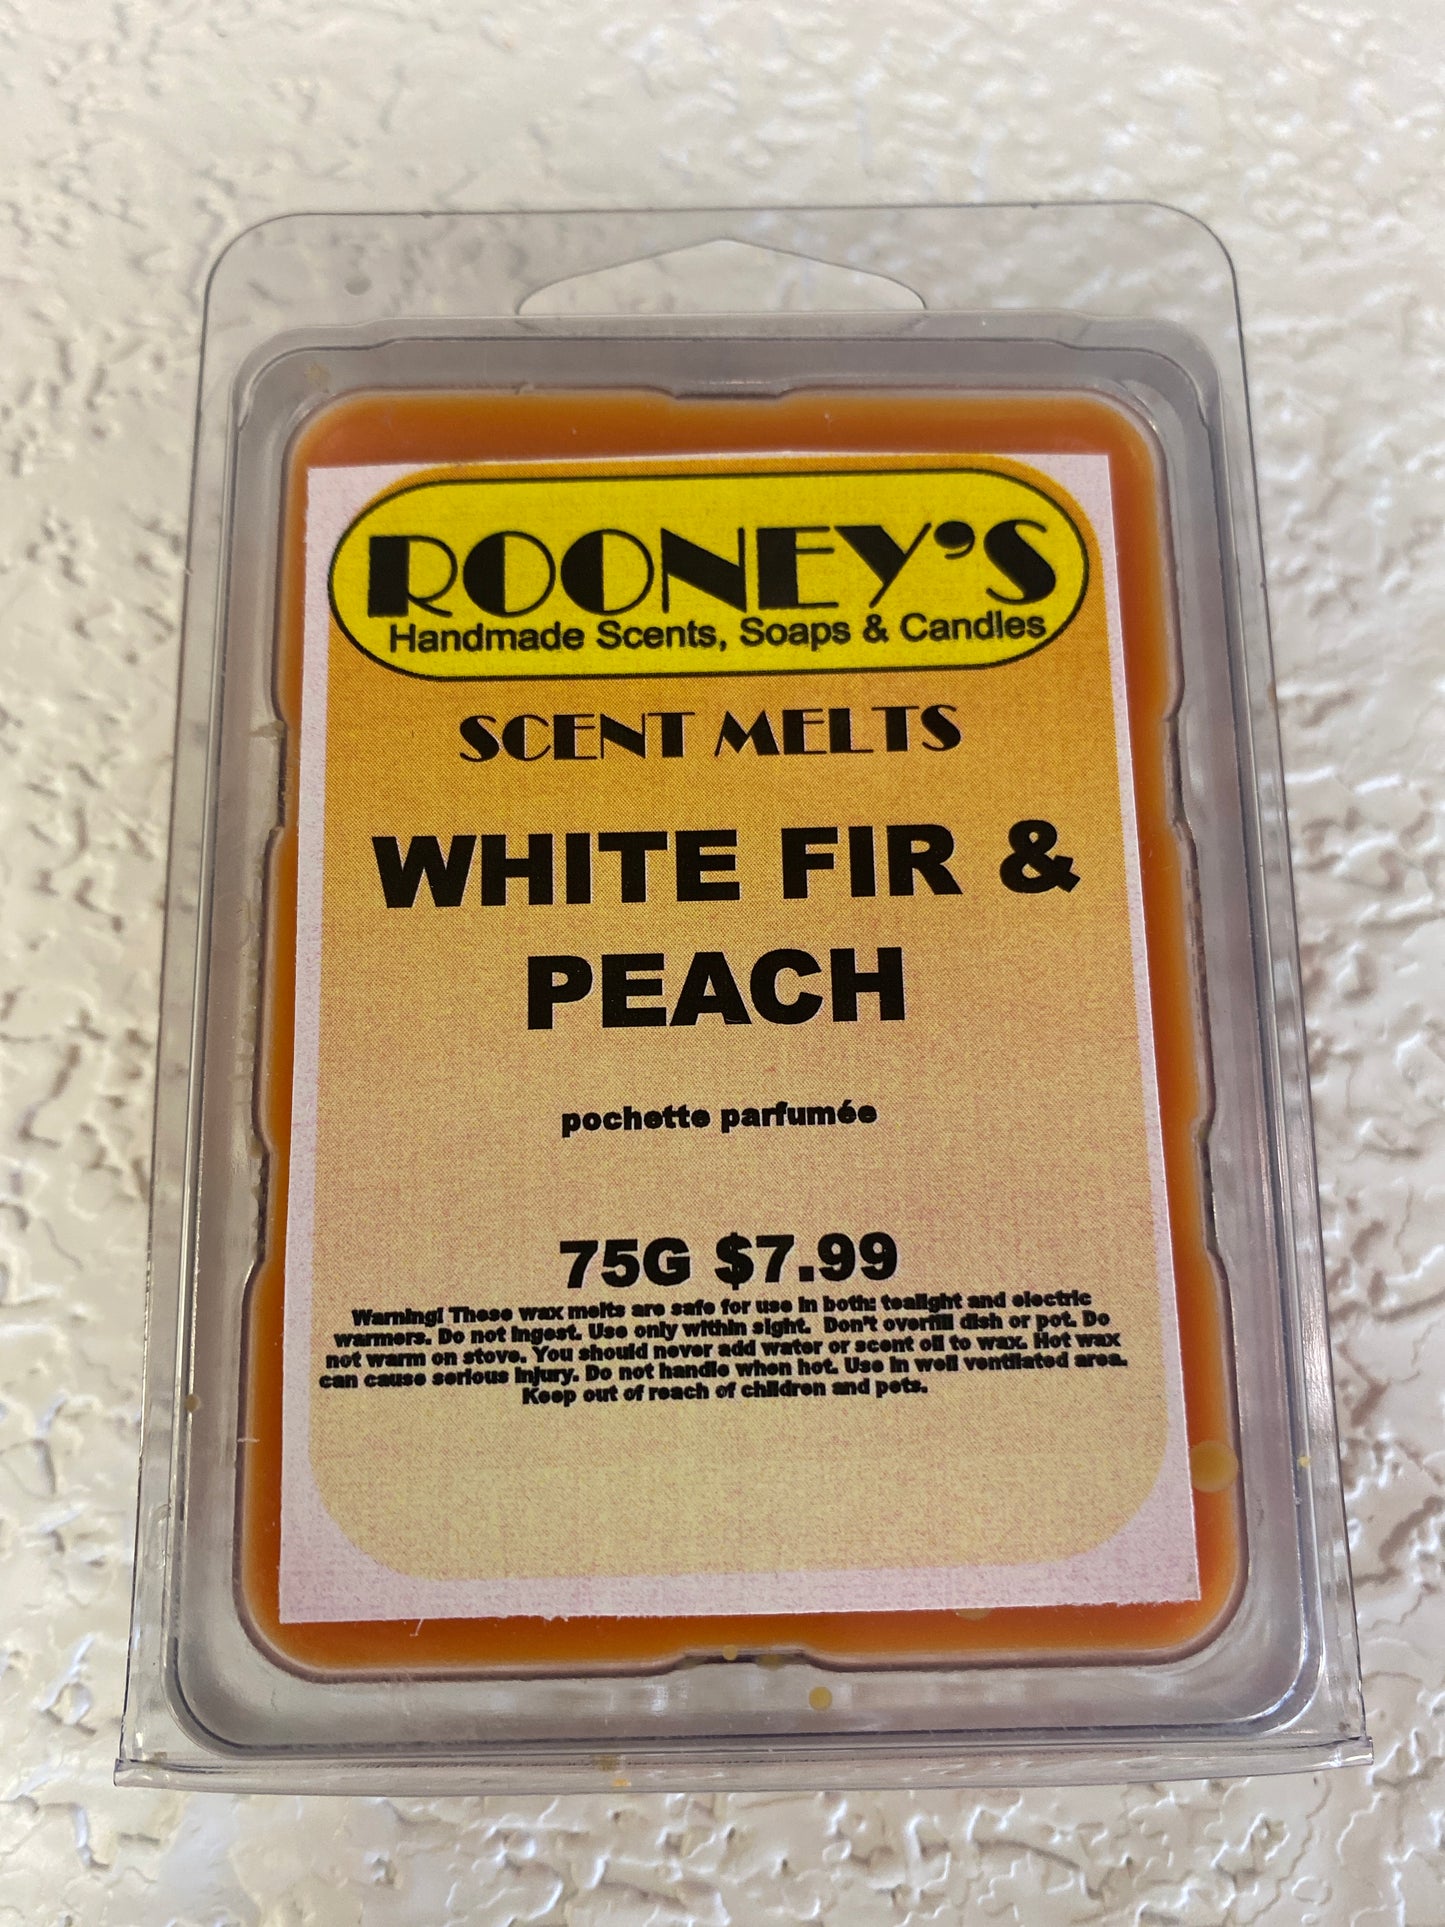 ROONEY'S
Handmade Scents, Soaps & Candles
SCENT MELTS
WHITE FIR &
PEACH
pochette parfumée
75G $7.99
Warning! These wax melts are safe for use in both: tealight and electric
warmers. Do not ingest. Use only within sight. Don't overfill dish or pot. Do
not warm on stove. You should never add water or scent oil to wax. Hot wax
can cause serious injury. Do not handle when hot. Use in well ventilated area.
Keep out of reach of children and pets.